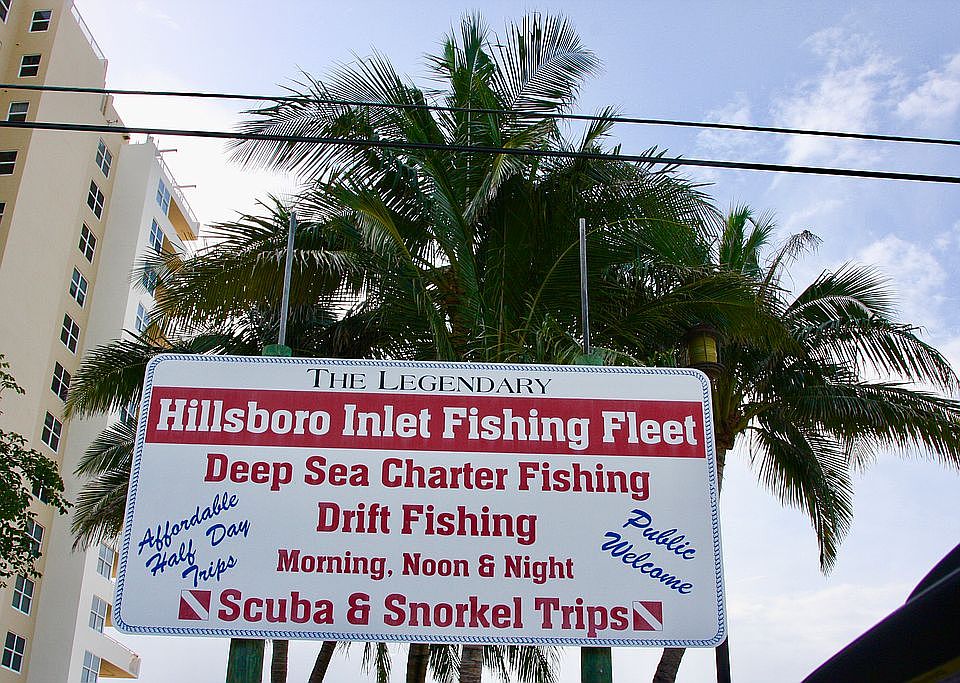 The Legendary
Hillsboro Inlet Fishing Fleet
Deep Sea Charter Fishing
Drift Fishing
Morning, Noon & Night
Affordable
Half Day
Trips
Public
Welcome
Scuba & Snorkel Trips